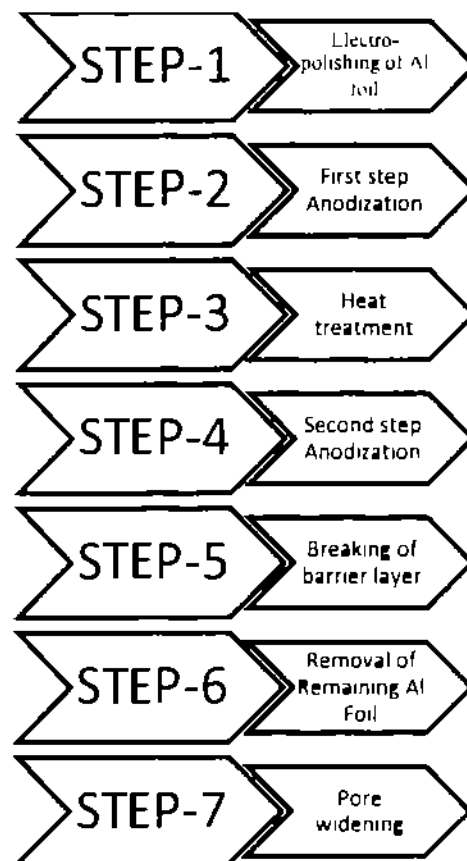 STEP-1
Electro-
polishing of Al
foil
STEP-2
First step
Anodization
STEP-3
Heat
treatment
STEP-4
Second step
Anodization
STEP-5
Breaking of
barrier layer
STEP-6
Removal of
Remaining Al
Foil
STEP-7
Pore
widening